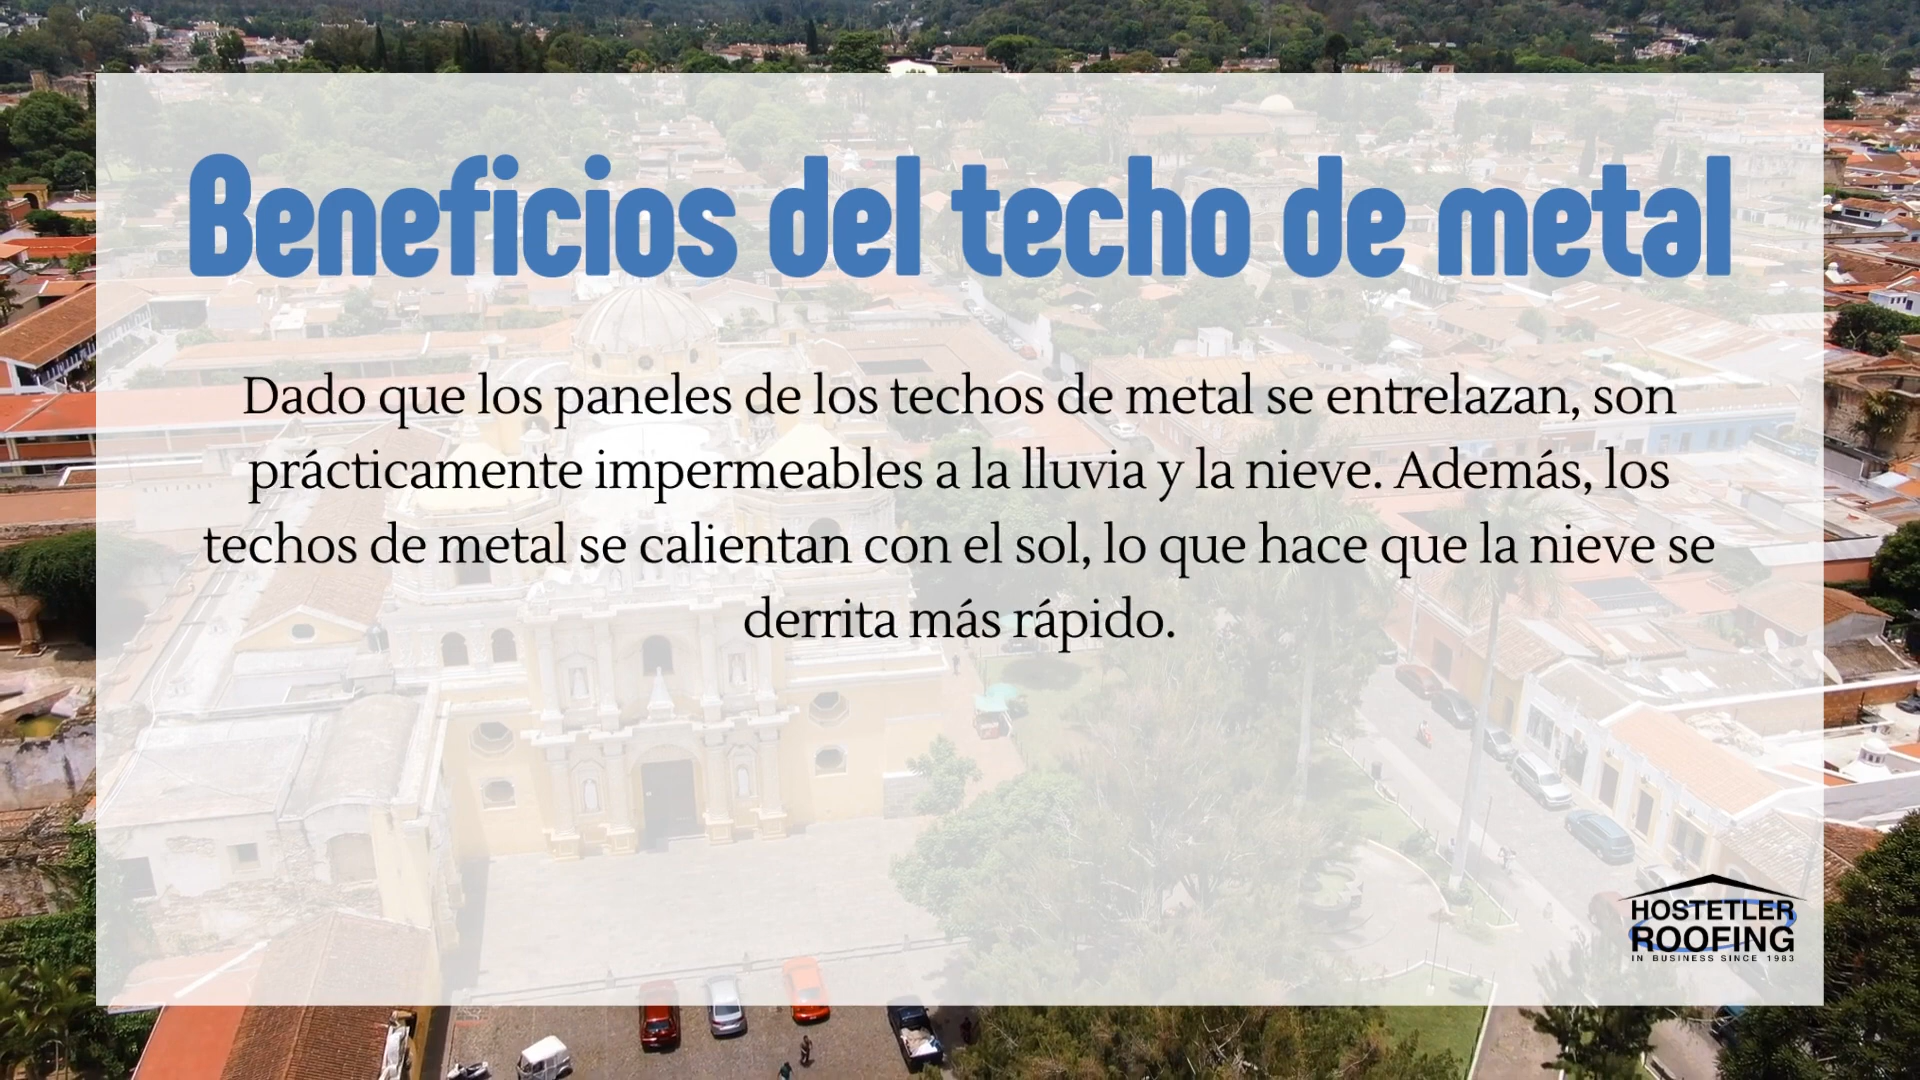 Beneficios del techo de metal
Dado que los paneles de los techos de metal se entrelazan, son
prácticamente impermeables a la lluvia y la nieve. Además, los
techos de metal se calientan con el sol, lo que hace que la nieve se
derrita más rápido.
HOSTETLER
ROOFING
IN BUSINESS SINCE 1983